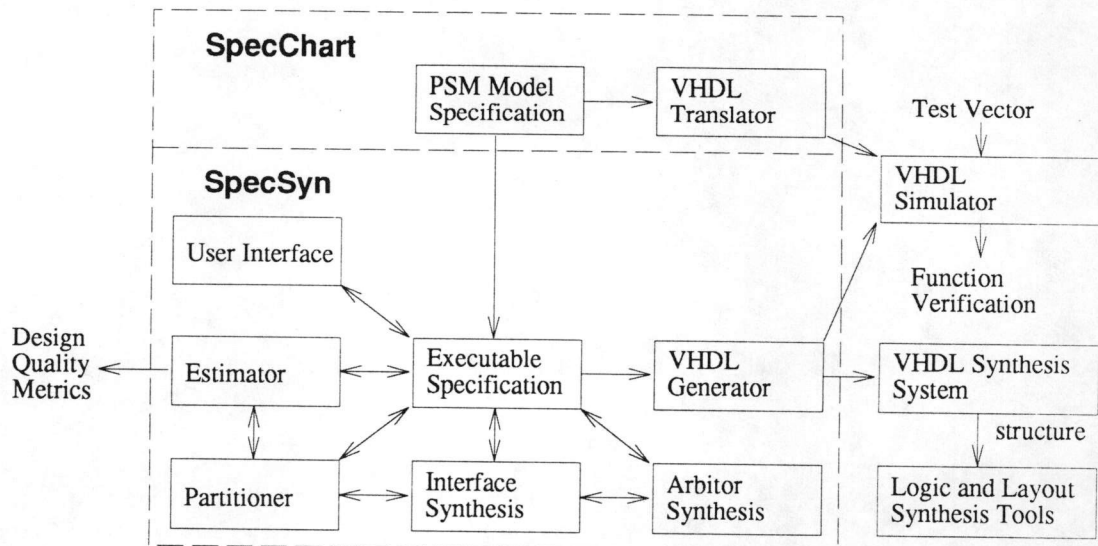 SpecChart
PSM Model
Specification
VHDL
Translator
Test Vector
SpecSyn
VHDL
Simulator
User Interface
Function
Verification
Design
Quality
Metrics
Estimator
Executable
Specification
VHDL
Generator
VHDL Synthesis
System
structure
Partitioner
Interface
Synthesis
Arbitor
Synthesis
Logic and Layout
Synthesis Tools